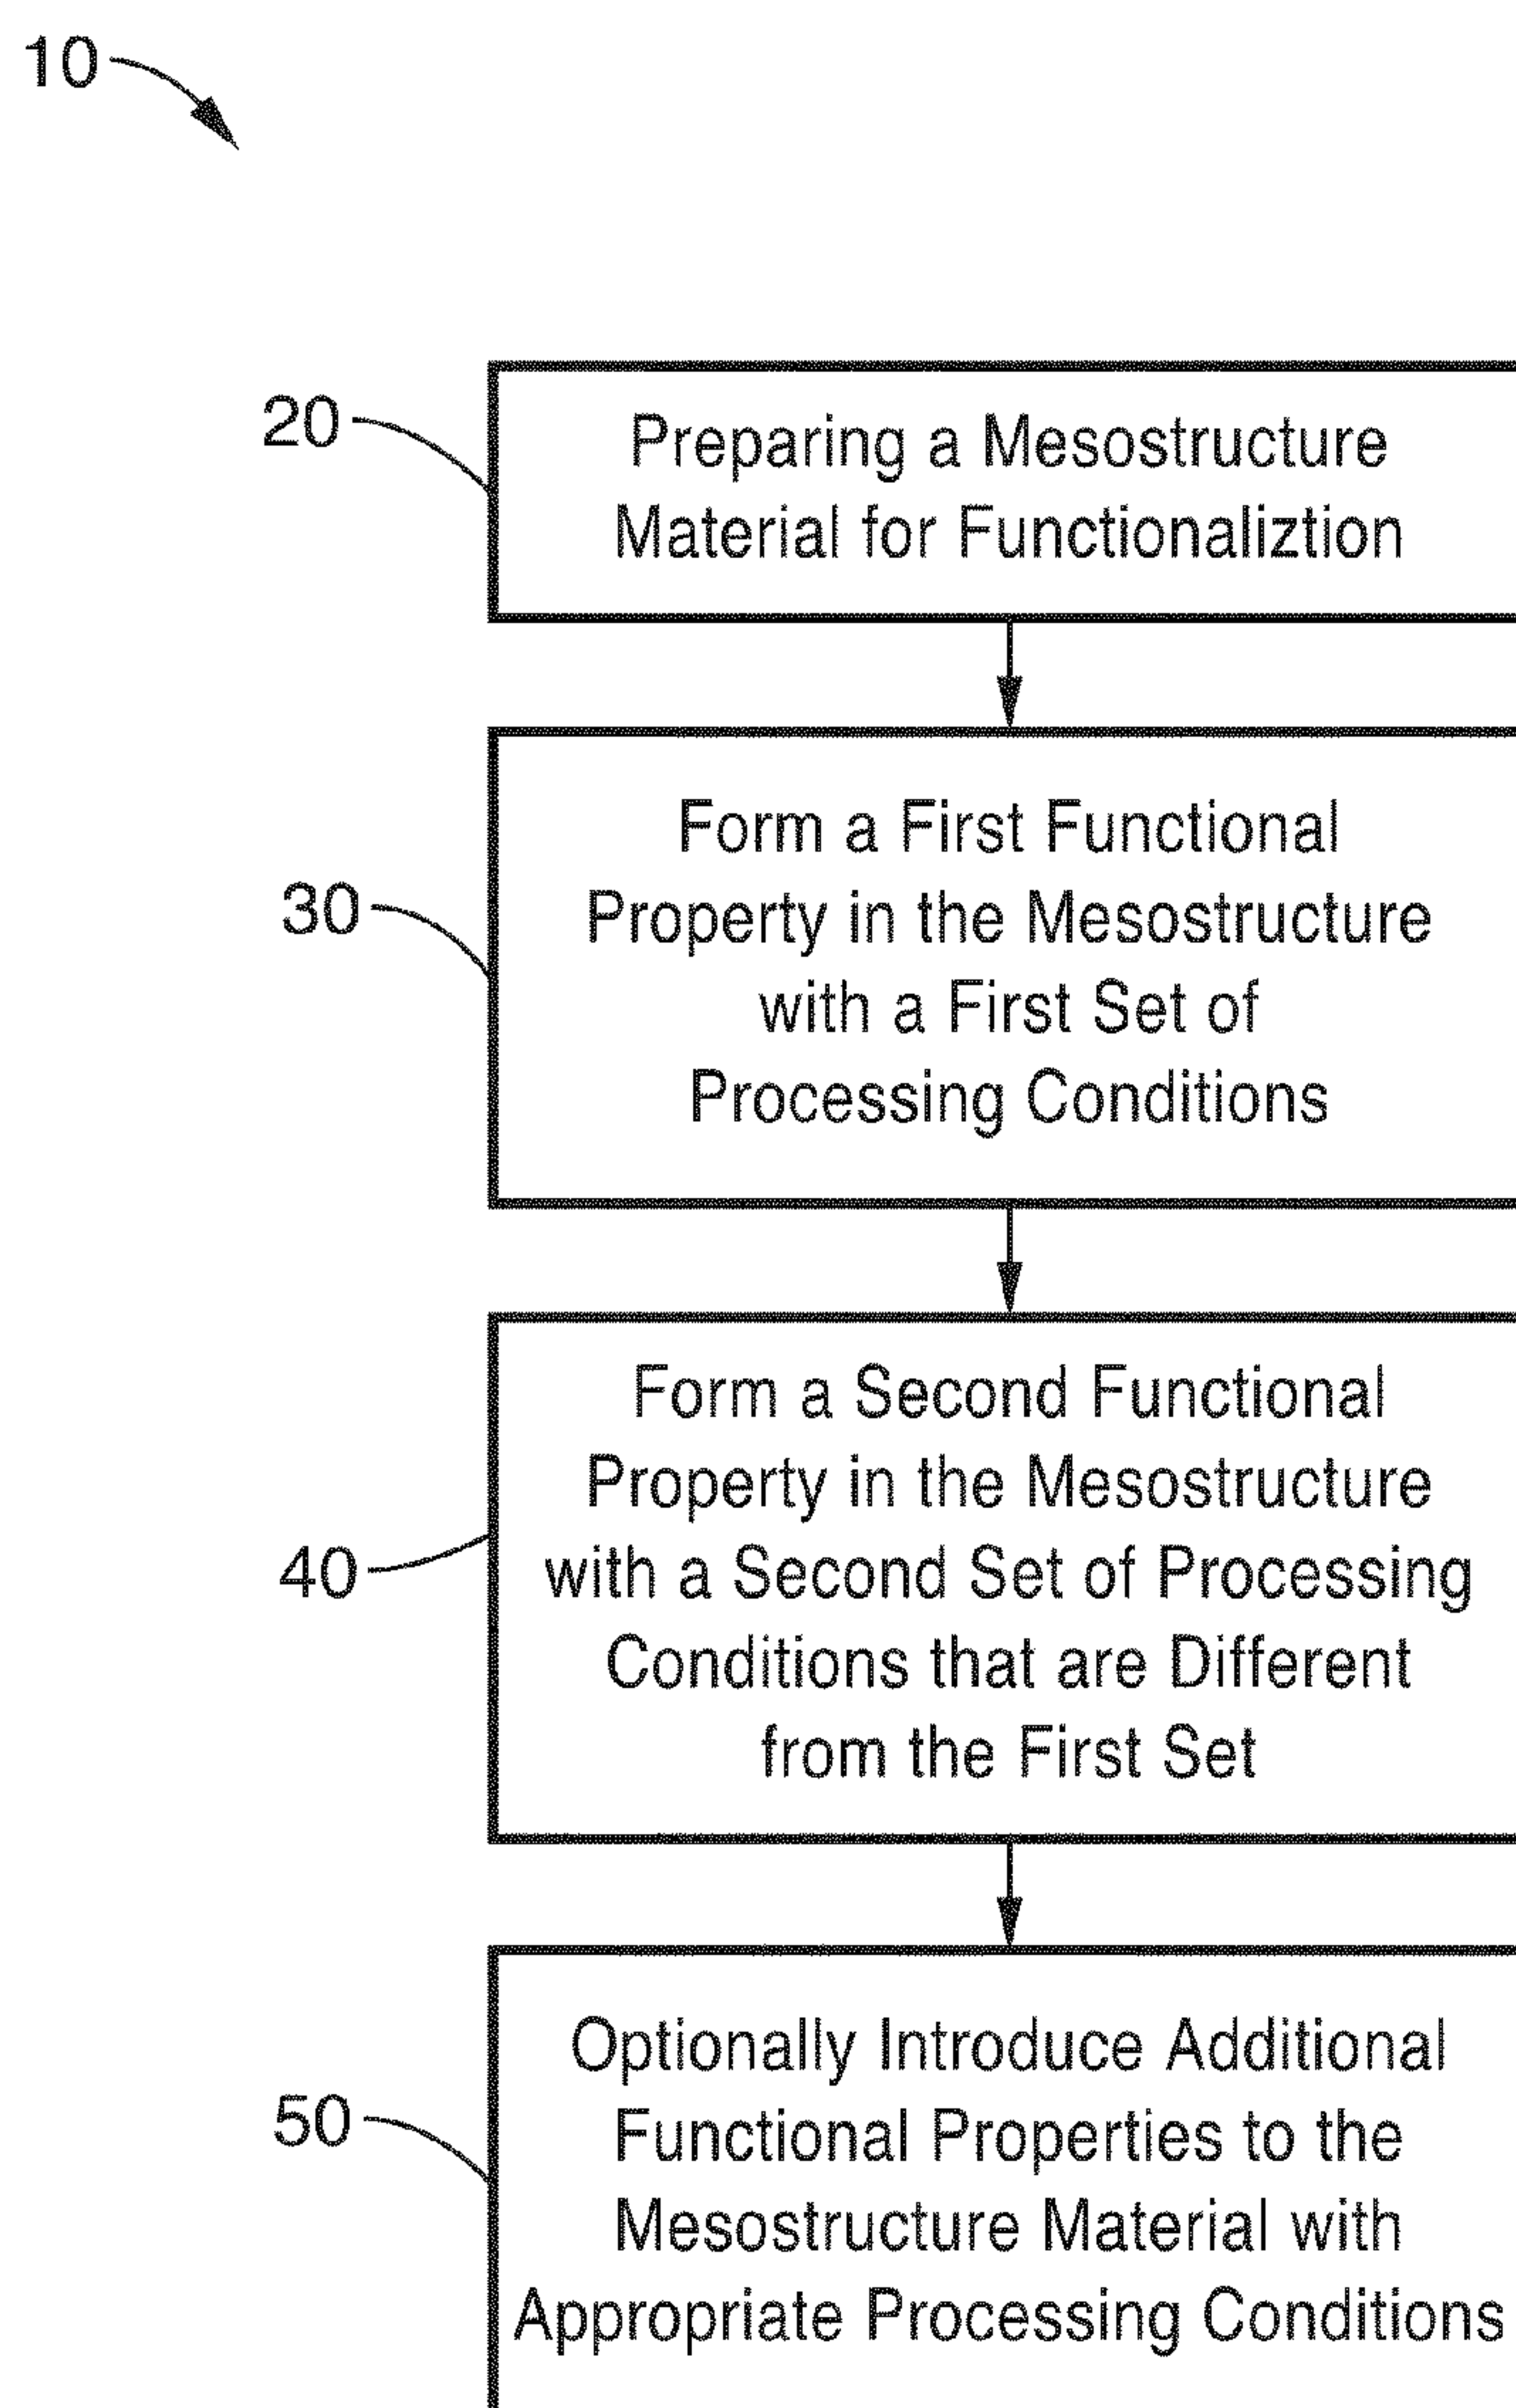 10
20
Preparing a Mesostructure
Material for Functionaliztion
30
Form a First Functional
Property in the Mesostructure
with a First Set of
Processing Conditions
40
Form a Second Functional
Property in the Mesostructure
with a Second Set of Processing
Conditions that are Different
from the First Set
50
Optionally Introduce Additional
Functional Properties to the
Mesostructure Material with
Appropriate Processing Conditions